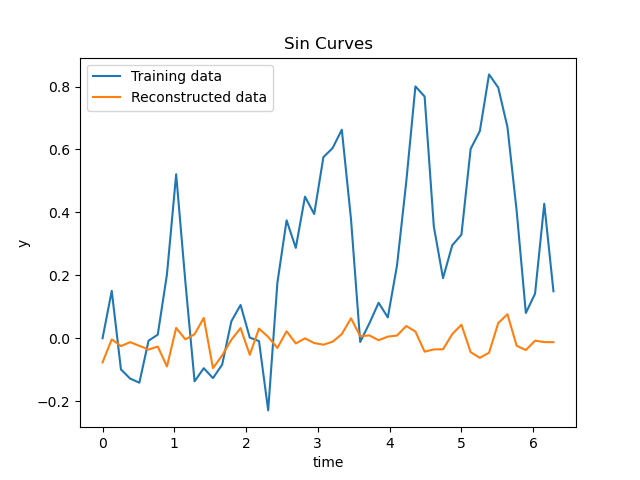 Sin Curves
Training data
Reconstructed data
0.8
0.6
0.4
0.2
0.0
−0.2
y
0 1 2 3 4 5 6
time